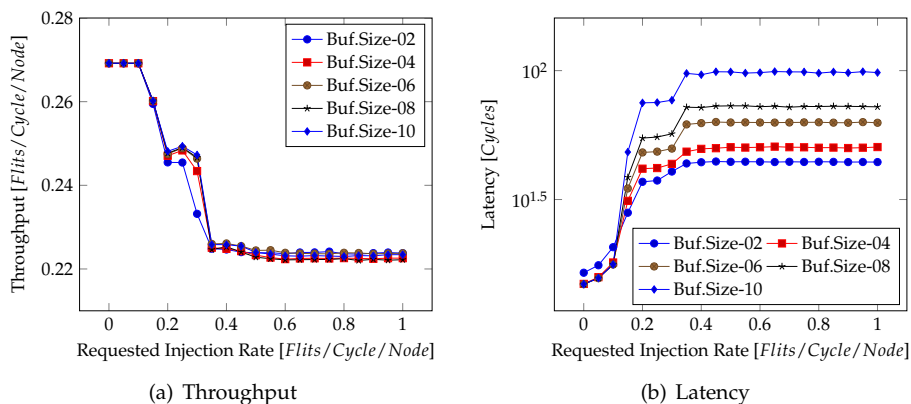 0.28
0.26
0.24
0.22
Throughput [Flits/Cycle/Node]
Buf.Size-02
Buf.Size-04
Buf.Size-06
Buf.Size-08
Buf.Size-10
0 0.2 0.4 0.6 0.8 1
Requested Injection Rate [Flits/Cycle/Node]
(a) Throughput
10^2
10^1.5
Latency [Cycles]
Buf.Size-02 Buf.Size-04
Buf.Size-06 Buf.Size-08
Buf.Size-10
0 0.2 0.4 0.6 0.8 1
Requested Injection Rate [Flits/Cycle/Node]
(b) Latency